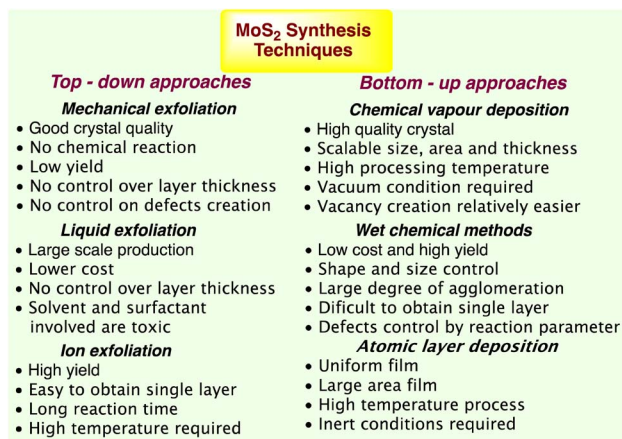 MoS₂ Synthesis
Techniques
Top - down approaches
Mechanical exfoliation
• Good crystal quality
• No chemical reaction
• Low yield
• No control over layer thickness
• No control on defects creation
Liquid exfoliation
• Large scale production
• Lower cost
• No control over layer thickness
• Solvent and surfactant
involved are toxic
Ion exfoliation
• High yield
• Easy to obtain single layer
• Long reaction time
• High temperature required
Bottom - up approaches
Chemical vapour deposition
• High quality crystal
• Scalable size, area and thickness
• High processing temperature
• Vacuum condition required
• Vacancy creation relatively easier
Wet chemical methods
• Low cost and high yield
• Shape and size control
• Large degree of agglomeration
• Dificult to obtain single layer
• Defects control by reaction parameter
Atomic layer deposition
• Uniform film
• Large area film
• High temperature process
• Inert conditions required